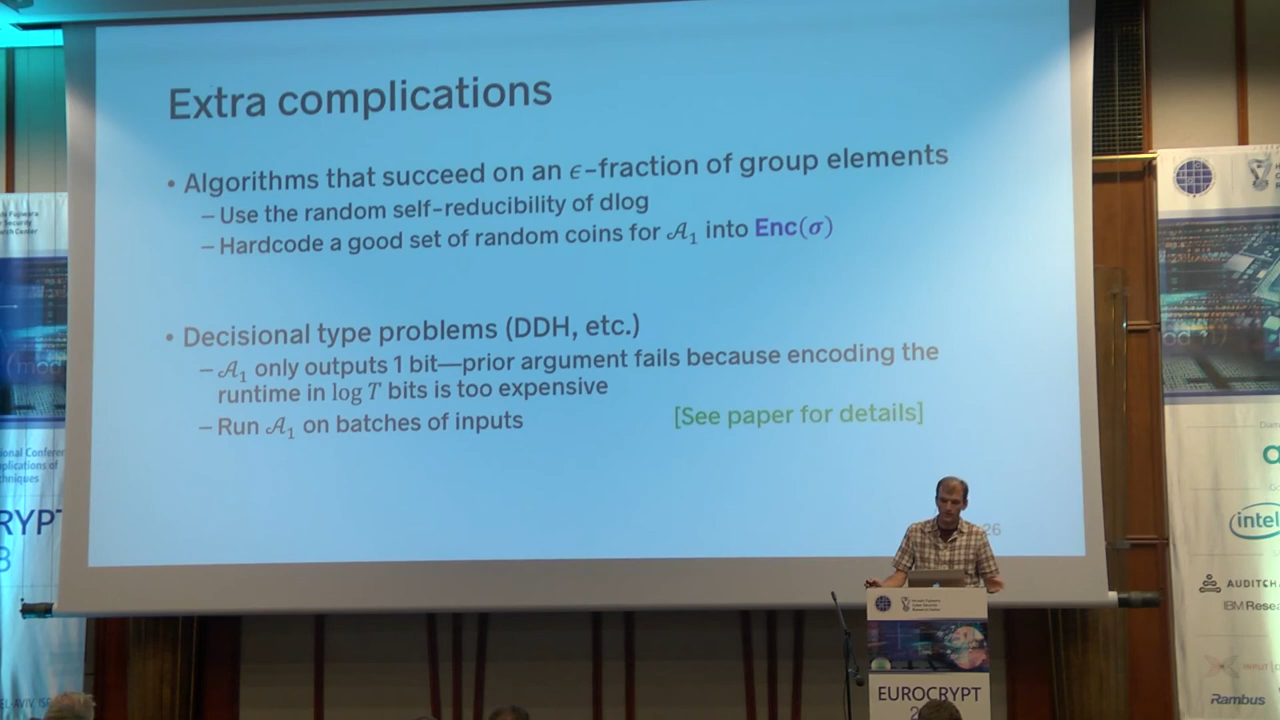 Extra complications
• Algorithms that succeed on an ϵ-fraction of group elements
– Use the random self-reducibility of dlog
– Hardcode a good set of random coins for 𝒜₁ into Enc(σ)
• Decisional type problems (DDH, etc.)
– 𝒜₁ only outputs 1 bit—prior argument fails because encoding the
runtime in log T bits is too expensive
– Run 𝒜₁ on batches of inputs
[See paper for details]
26
EUROCRYPT
intel
IBM
Rambus